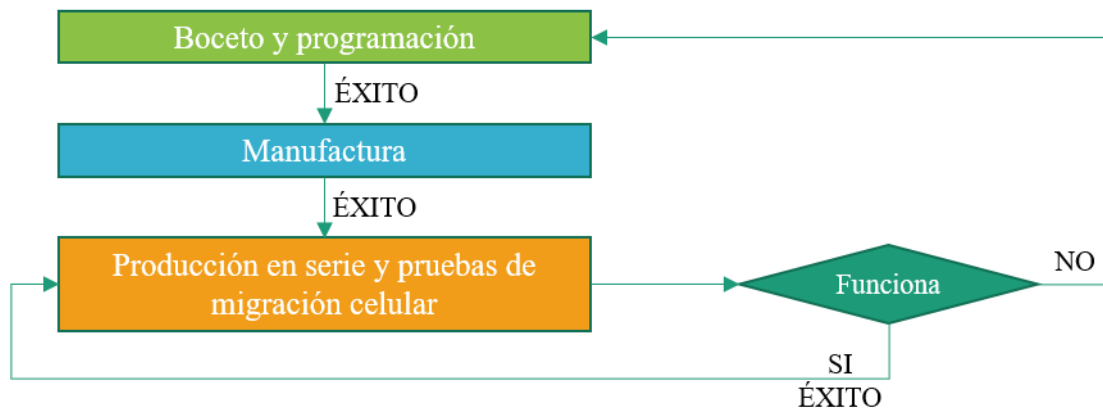 Boceto y programación
ÉXITO
Manufactura
ÉXITO
Producción en serie y pruebas de
migración celular
Funciona
NO
SI
ÉXITO